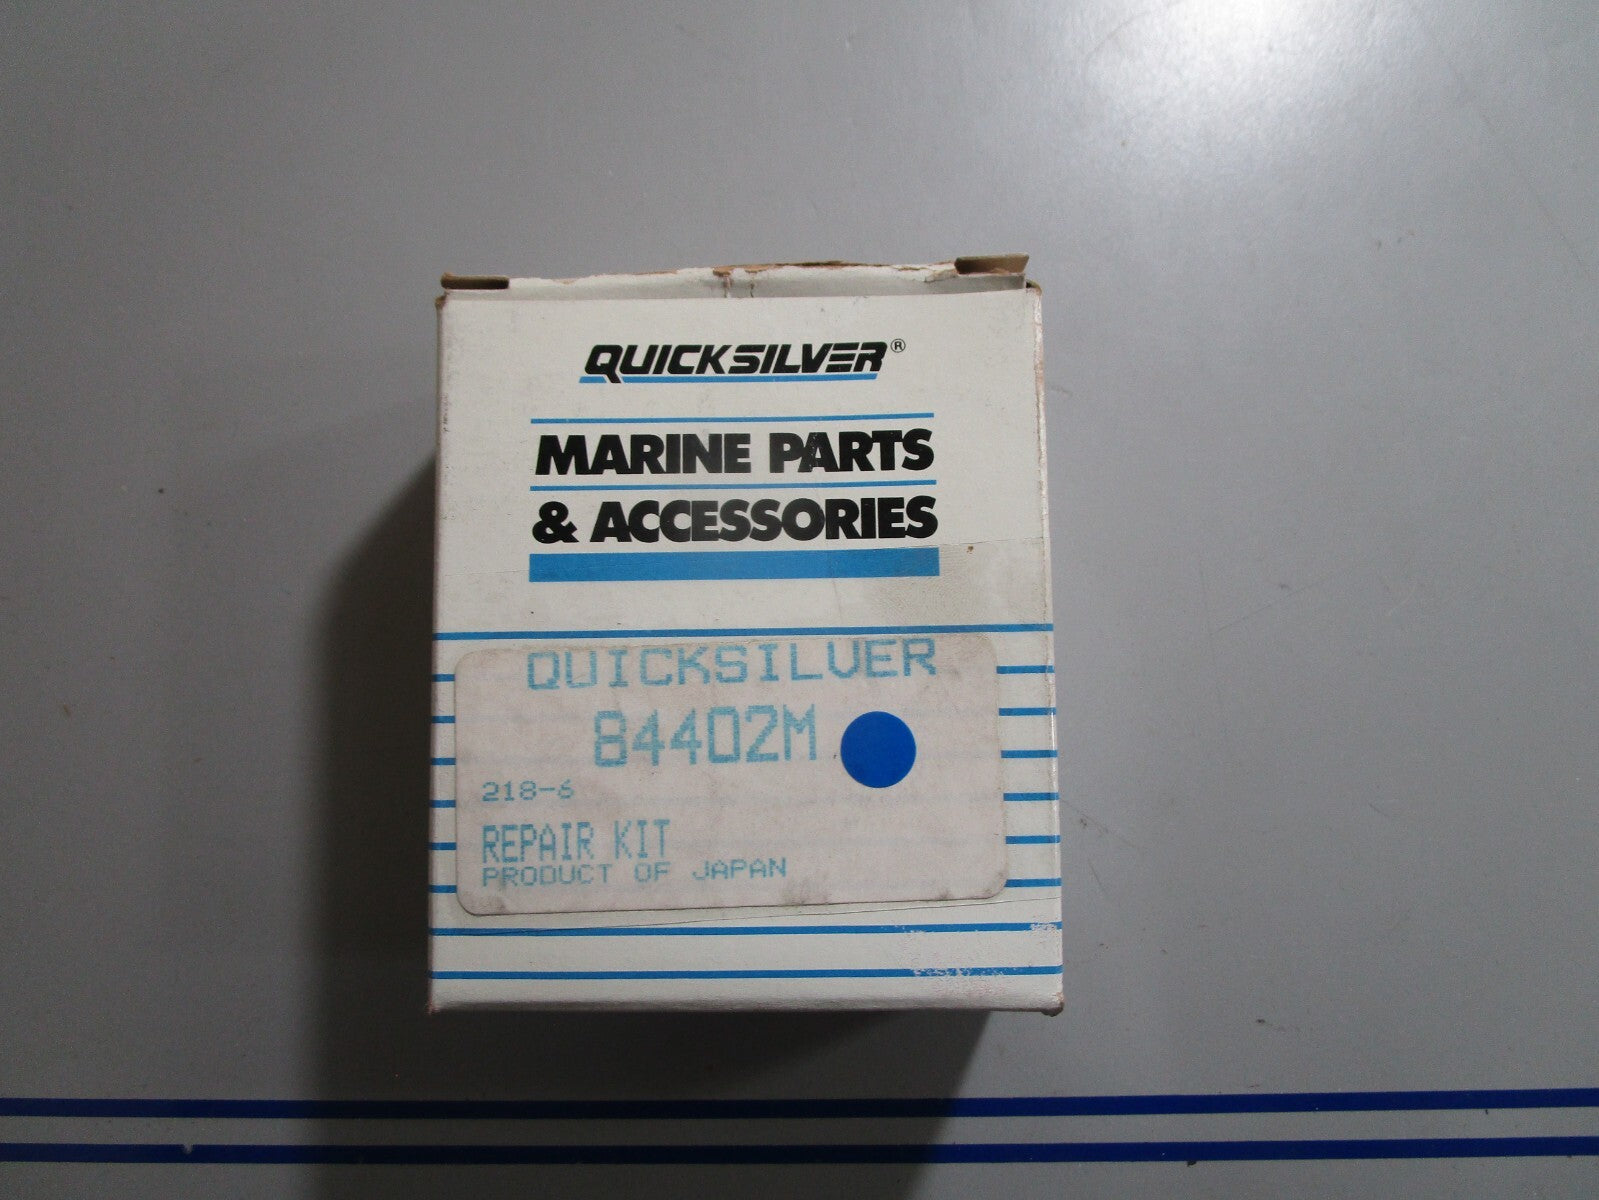 QUICKSILVER®
MARINE PARTS
& ACCESSORIES
QUICKSILVER
84402M
218-6
REPAIR KIT
PRODUCT OF JAPAN